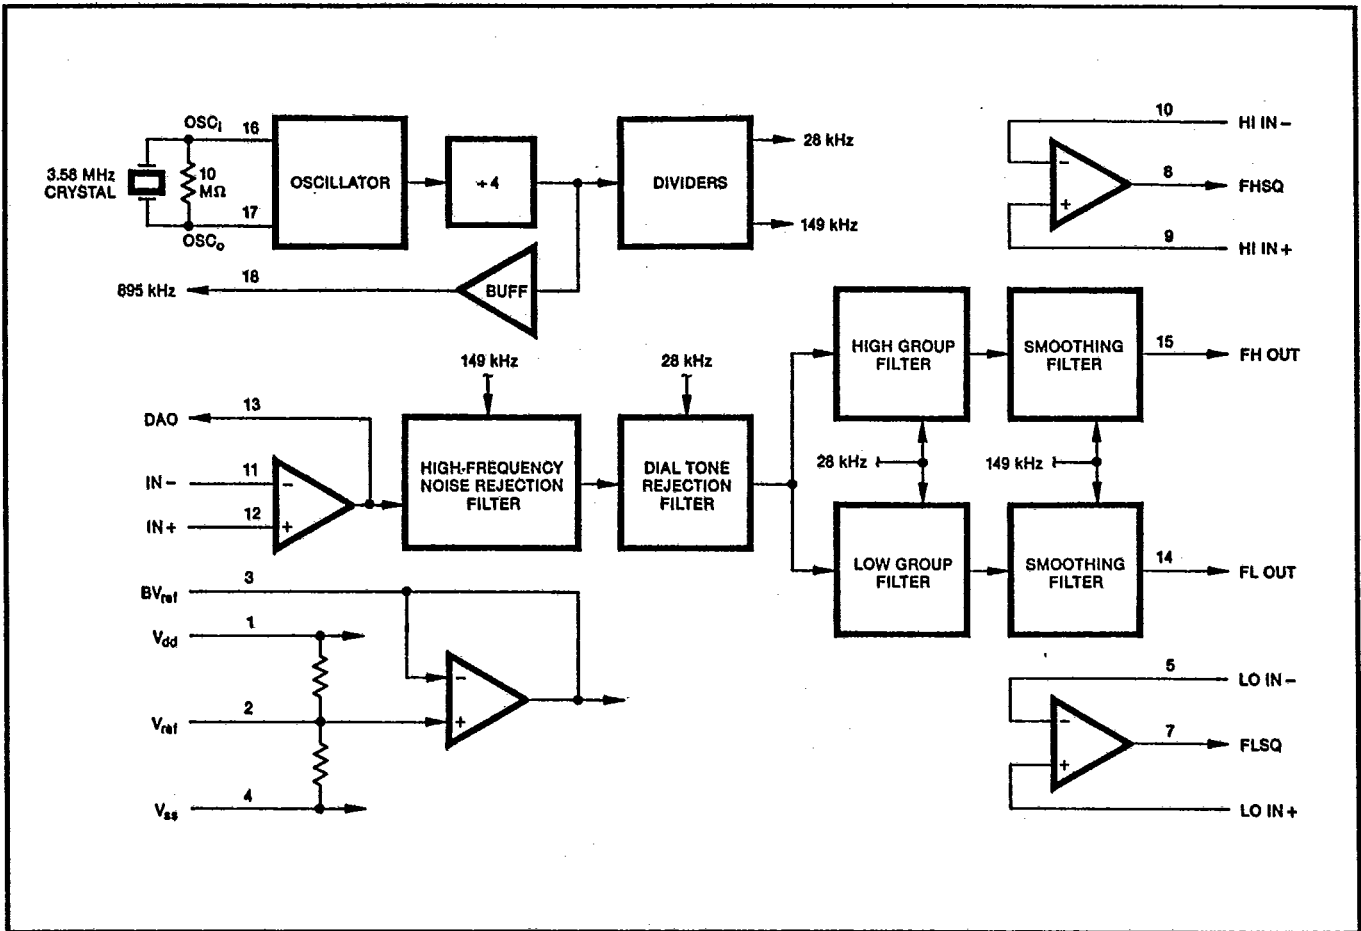 OSCi 16
3.58 MHz
CRYSTAL
10
MΩ
17
OSCo
OSCILLATOR
÷ 4
DIVIDERS
28 kHz
149 kHz
895 kHz
18
BUFF
10
HI IN −
−
8
FHSQ
+
9
HI IN +
149 kHz
28 kHz
HIGH GROUP
FILTER
SMOOTHING
FILTER
15
FH OUT
DAO
13
IN −
11
−
IN +
12
+
HIGH-FREQUENCY
NOISE REJECTION
FILTER
DIAL TONE
REJECTION
FILTER
28 kHz
149 kHz
LOW GROUP
FILTER
SMOOTHING
FILTER
14
FL OUT
BVref
3
Vdd
1
−
Vref
2
+
Vss
4
5
LO IN −
−
7
FLSQ
+
LO IN +